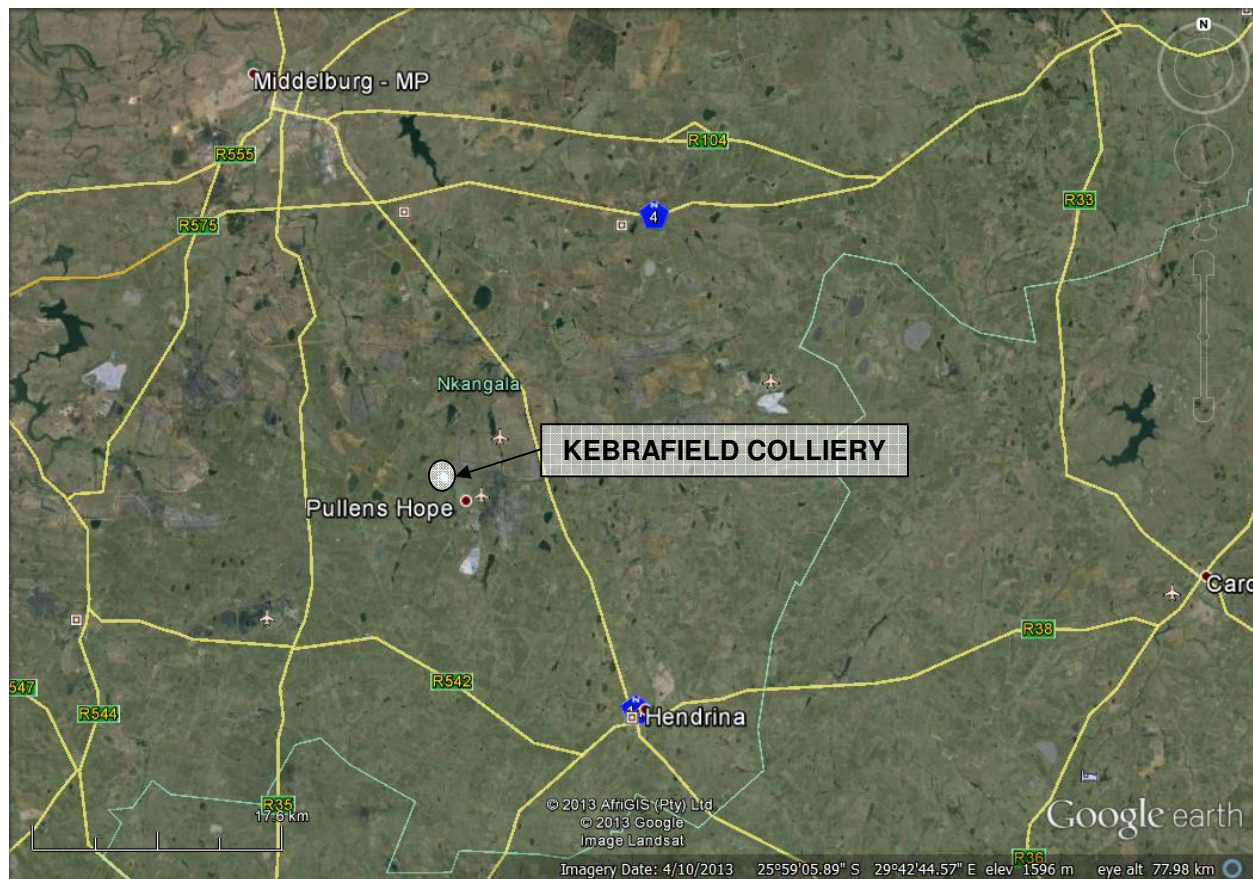 N
Middelburg - MP
R104
R555
R33
N
4
R575
Nkangala
KEBRAFIELD COLLIERY
Pullens Hope
Card
R38
R542
547
R544
N
Hendrina
R35
17.6 km
© 2013 AfriGIS (Pty) Ltd.
© 2013 Google
Image Landsat
Google earth
R36
Imagery Date: 4/10/2013 25°59'05.89" S 29°42'44.57" E elev 1596 m eye alt 77.98 km